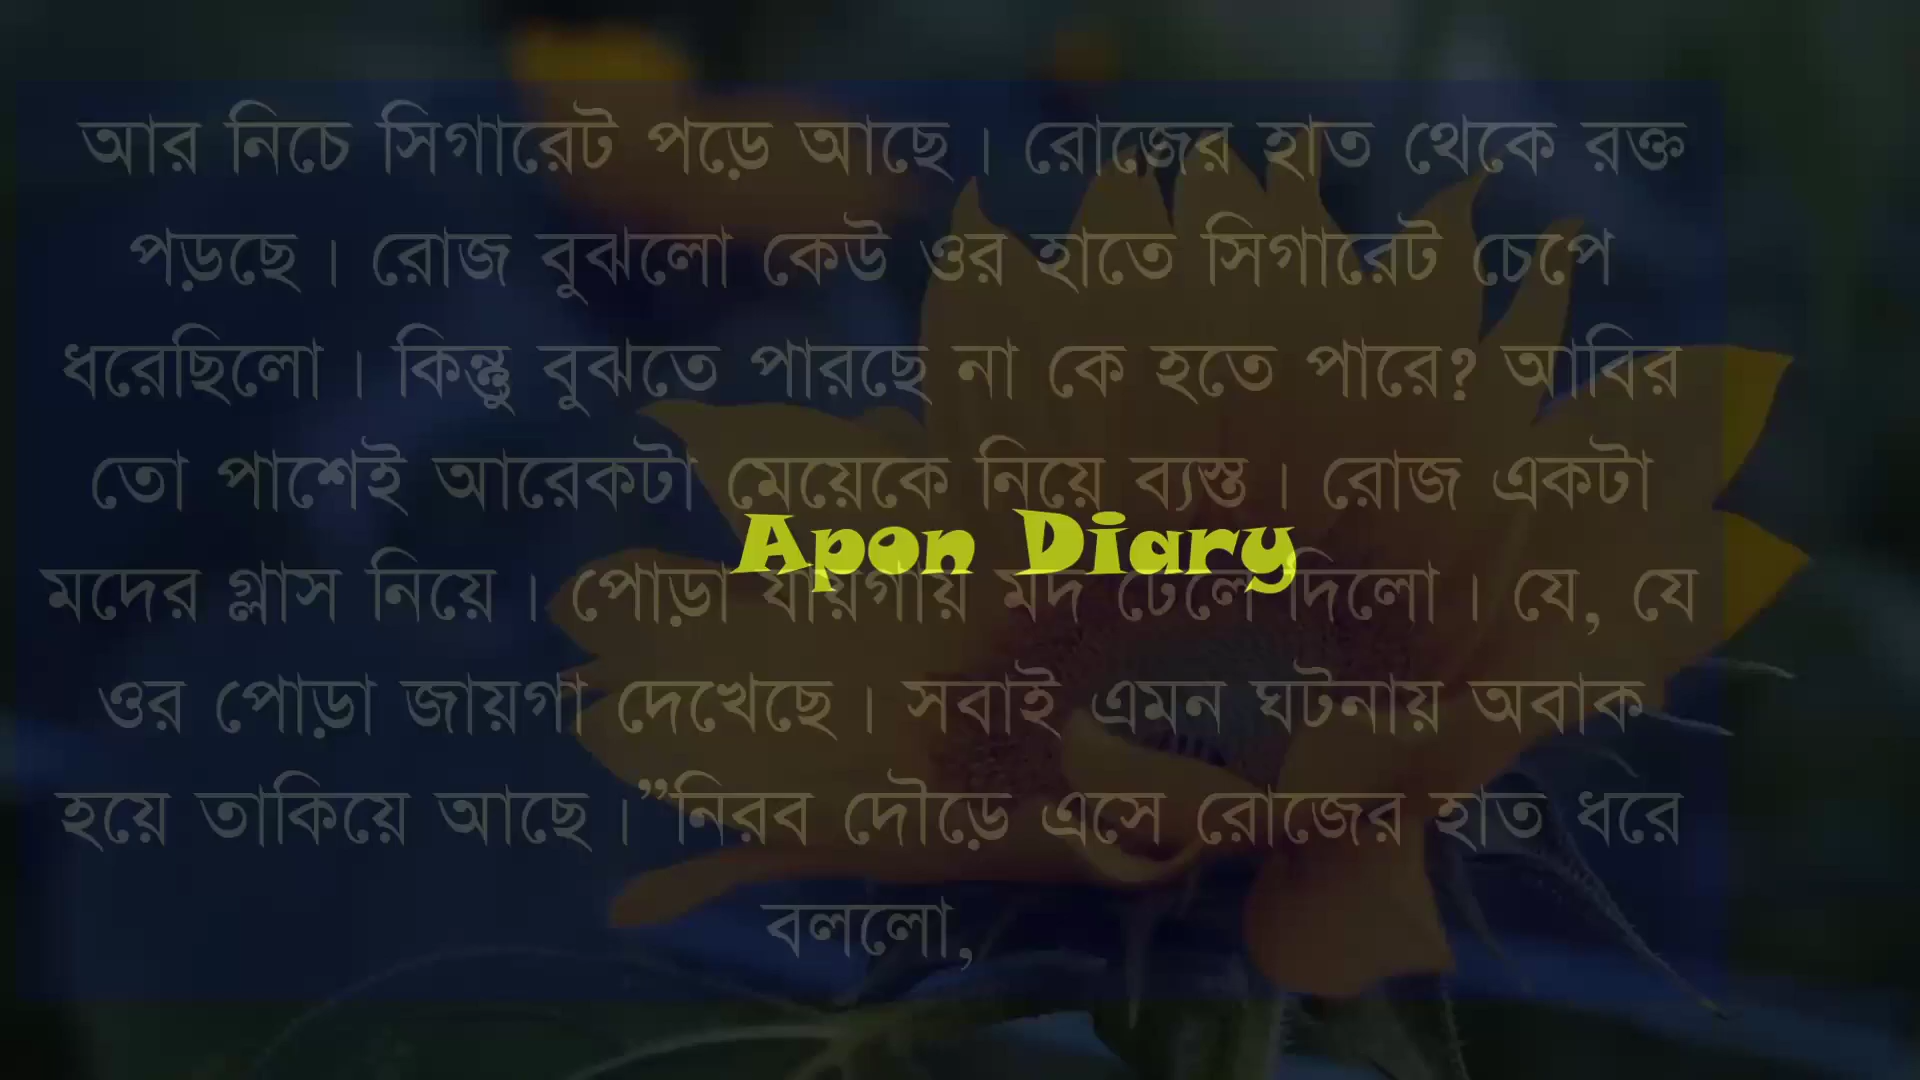 আর নিচে সিগারেট পড়ে আছে। রোজের হাত থেকে রক্ত
পড়ছে। রোজ বুঝলো কেউ ওর হাতে সিগারেট চেপে
ধরেছিলো। কিন্তু বুঝতে পারছে না কে হতে পারে? আবির
তো পাশেই আরেকটা মেয়েকে নিয়ে ব্যস্ত। রোজ একটা
Apon Diary
মদের গ্লাস নিয়ে। পোড়া যায়গায় মদ ঢেলে দিলো। যে, যে
ওর পোড়া জায়গা দেখেছে। সবাই এমন ঘটনায় অবাক
হয়ে তাকিয়ে আছে।”নিরব দৌড়ে এসে রোজের হাত ধরে
বললো,